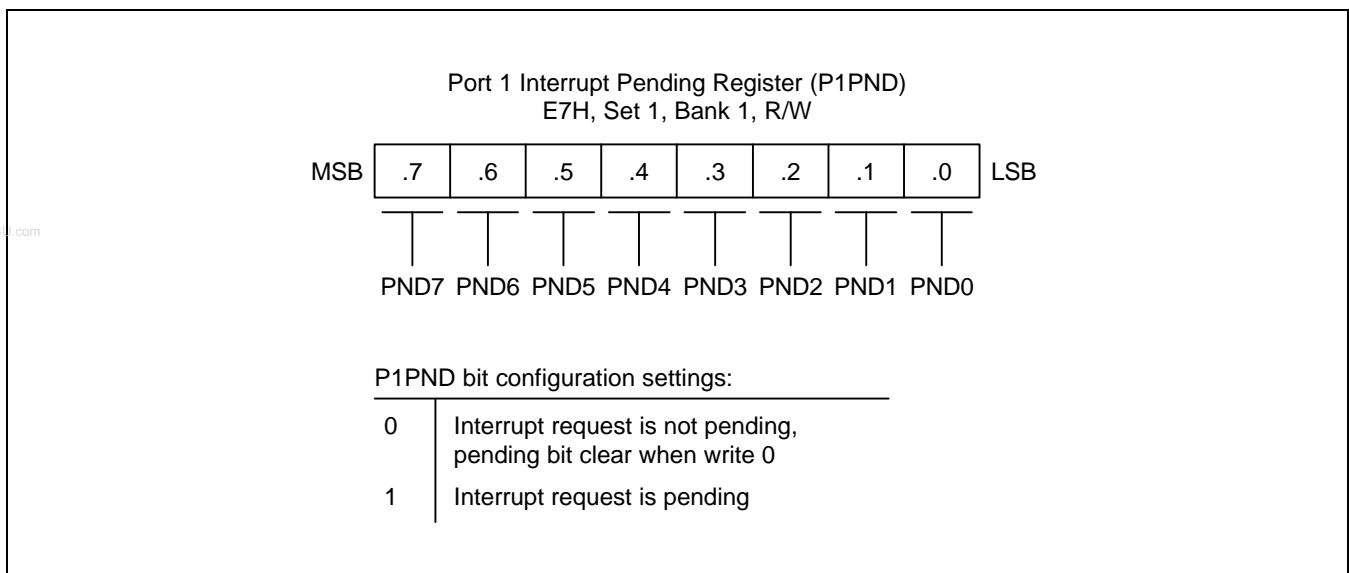 Port 1 Interrupt Pending Register (P1PND)
E7H, Set 1, Bank 1, R/W
MSB .7 .6 .5 .4 .3 .2 .1 .0 LSB
PND7 PND6 PND5 PND4 PND3 PND2 PND1 PND0
P1PND bit configuration settings:
0 Interrupt request is not pending,
pending bit clear when write 0
1 Interrupt request is pending